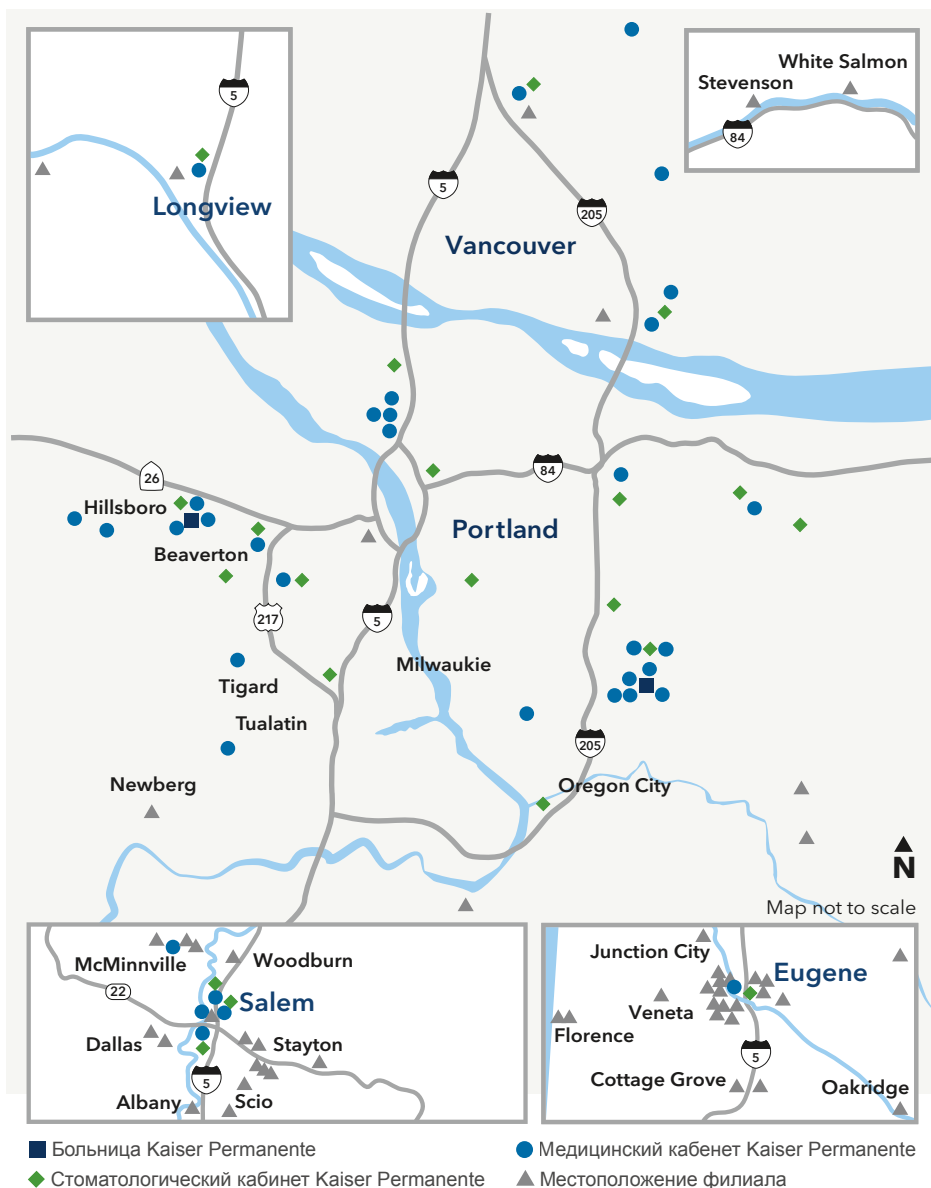 5
Longview
White Salmon
Stevenson
84
5
205
Vancouver
26
84
Hillsboro
Beaverton
Portland
217
5
Milwaukie
Tigard
Tualatin
205
Newberg
Oregon City
N
Map not to scale
McMinnville
Woodburn
22
Salem
Dallas
Stayton
5
Albany
Scio
Junction City
Eugene
Veneta
Florence
5
Cottage Grove
Oakridge
Больница Kaiser Permanente
Медицинский кабенет Kaiser Permanente
Стоматологический кабинет Kaiser Permanente
Местоположение филиала